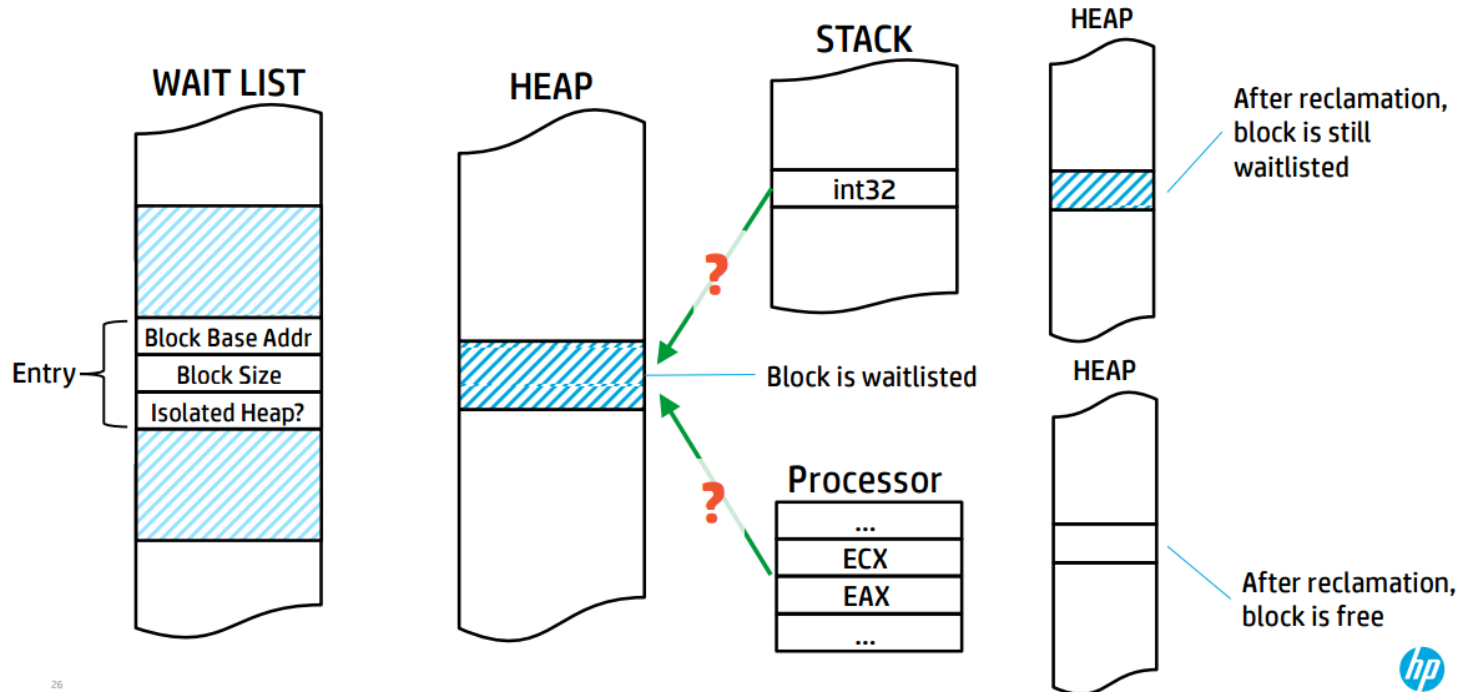 WAIT LIST
Block Base Addr
Block Size
Isolated Heap?
Entry
HEAP
Block is waitlisted
STACK
int32
?
?
Processor
...
ECX
EAX
...
HEAP
After reclamation,
block is still
waitlisted
HEAP
After reclamation,
block is free
26
hp